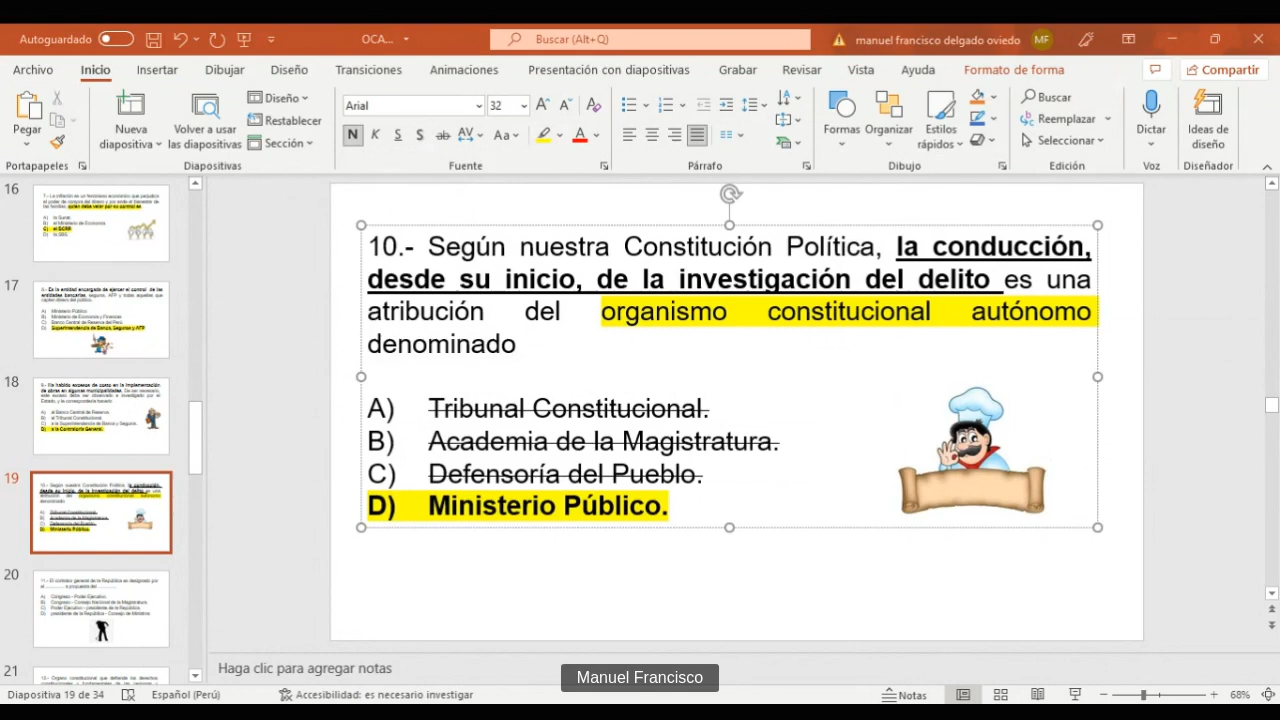 Autoguardado
OCA...
Buscar (Alt+Q)
manuel francisco delgado oviedo
MF
Archivo
Inicio
Insertar
Dibujar
Diseño
Transiciones
Animaciones
Presentación con diapositivas
Grabar
Revisar
Vista
Ayuda
Formato de forma
Compartir
Pegar
Nueva
diapositiva
Volver a usar
las diapositivas
Diseño
Restablecer
Sección
Arial
32
N K S S ab AV Aa
Formas
Organizar
Estilos
rápidos
Buscar
Reemplazar
Seleccionar
Dictar
Ideas de
diseño
Portapapeles
Diapositivas
Fuente
Párrafo
Dibujo
Edición
Voz
Diseñador
16
17
18
19
20
21
10.- Según nuestra Constitución Política, la conducción,
desde su inicio, de la investigación del delito es una
atribución del organismo constitucional autónomo
denominado
A) Tribunal Constitucional.
B) Academia de la Magistratura.
C) Defensoría del Pueblo.
D) Ministerio Público.
Haga clic para agregar notas
Manuel Francisco
Diapositiva 19 de 34
Español (Perú)
Accesibilidad: es necesario investigar
Notas
68%